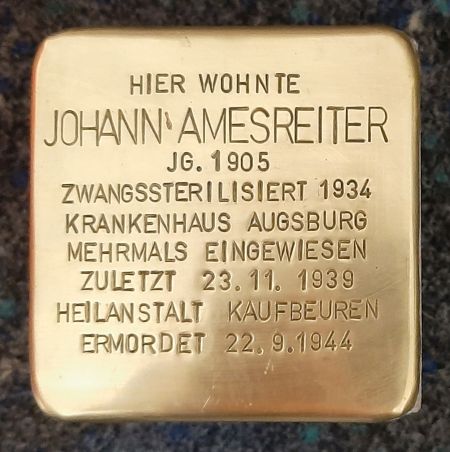 HIER WOHNTE
JOHANN AMESREITER
JG. 1905
ZWANGSSTERILISIERT 1934
KRANKENHAUS AUGSBURG
MEHRMALS EINGEWIESEN
ZULETZT 23.11.1939
HEILANSTALT KAUFBEUREN
ERMORDET 22.9.1944